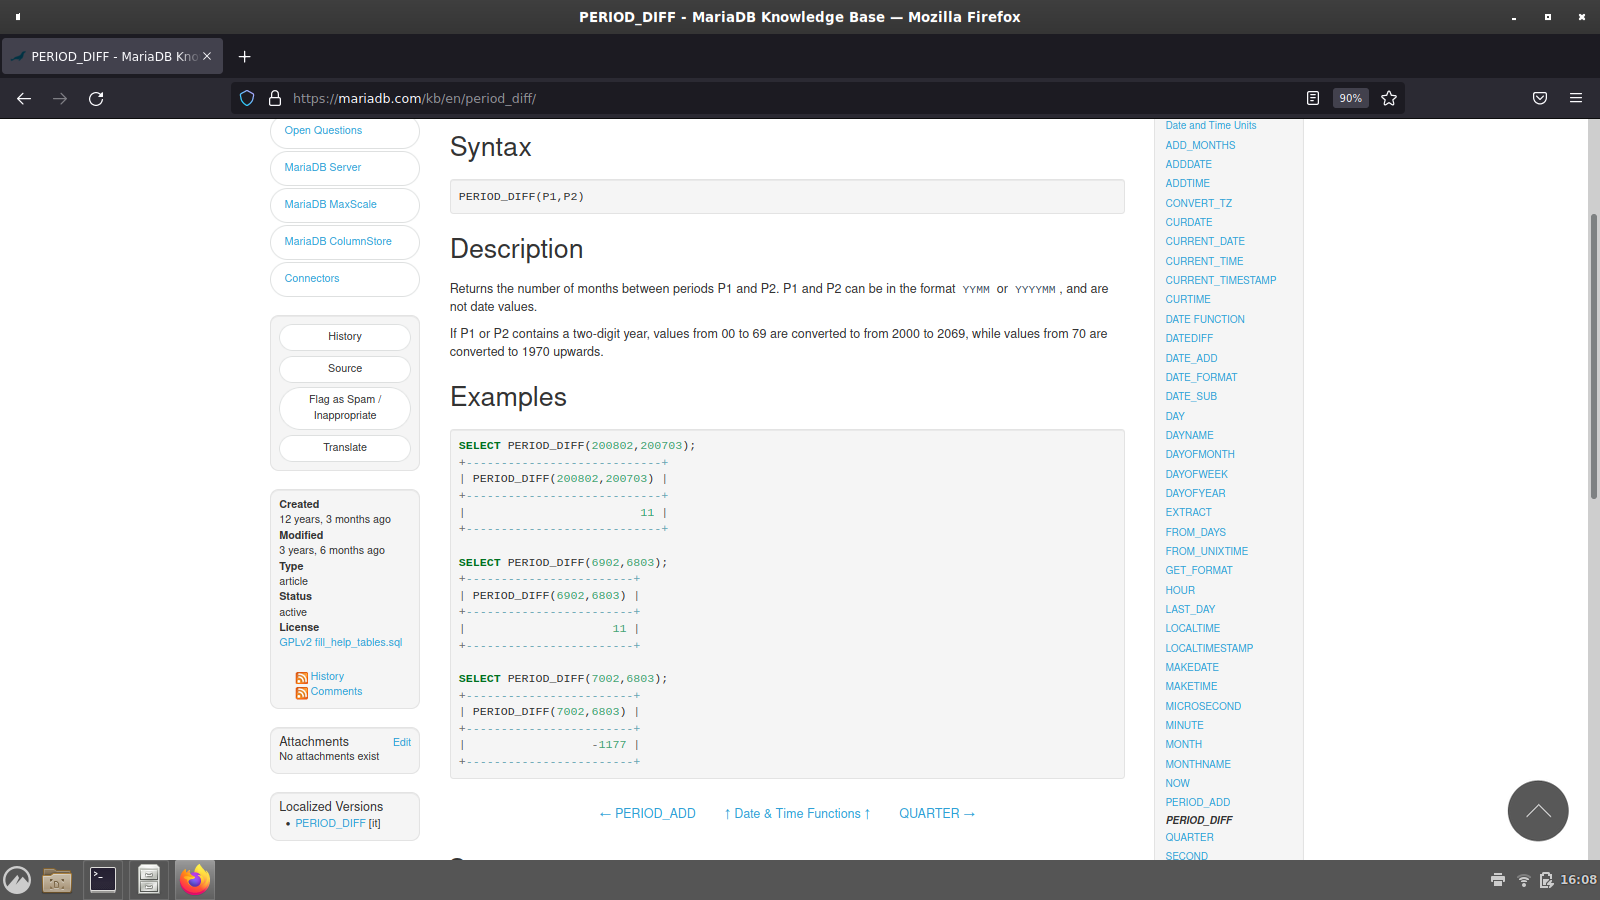 PERIOD_DIFF - MariaDB Knowledge Base — Mozilla Firefox
PERIOD_DIFF - MariaDB Kno
https://mariadb.com/kb/en/period_diff/
90%
Open Questions
MariaDB Server
MariaDB MaxScale
MariaDB ColumnStore
Connectors
History
Source
Flag as Spam /
Inappropriate
Translate
Created
12 years, 3 months ago
Modified
3 years, 6 months ago
Type
article
Status
active
License
GPLv2 fill_help_tables.sql
History
Comments
Attachments Edit
No attachments exist
Localized Versions
• PERIOD_DIFF [it]
Syntax
PERIOD_DIFF(P1,P2)
Description
Returns the number of months between periods P1 and P2. P1 and P2 can be in the format YYMM or YYYYMM , and are
not date values.
If P1 or P2 contains a two-digit year, values from 00 to 69 are converted to from 2000 to 2069, while values from 70 are
converted to 1970 upwards.
Examples
SELECT PERIOD_DIFF(200802,200703);
+----------------------------+
| PERIOD_DIFF(200802,200703) |
+----------------------------+
|                         11 |
+----------------------------+
SELECT PERIOD_DIFF(6902,6803);
+------------------------+
| PERIOD_DIFF(6902,6803) |
+------------------------+
|                     11 |
+------------------------+
SELECT PERIOD_DIFF(7002,6803);
+------------------------+
| PERIOD_DIFF(7002,6803) |
+------------------------+
|                  -1177 |
+------------------------+
← PERIOD_ADD ↑ Date & Time Functions ↑ QUARTER →
Date and Time Units
ADD_MONTHS
ADDDATE
ADDTIME
CONVERT_TZ
CURDATE
CURRENT_DATE
CURRENT_TIME
CURRENT_TIMESTAMP
CURTIME
DATE FUNCTION
DATEDIFF
DATE_ADD
DATE_FORMAT
DATE_SUB
DAY
DAYNAME
DAYOFMONTH
DAYOFWEEK
DAYOFYEAR
EXTRACT
FROM_DAYS
FROM_UNIXTIME
GET_FORMAT
HOUR
LAST_DAY
LOCALTIME
LOCALTIMESTAMP
MAKEDATE
MAKETIME
MICROSECOND
MINUTE
MONTH
MONTHNAME
NOW
PERIOD_ADD
PERIOD_DIFF
QUARTER
SECOND
16:08